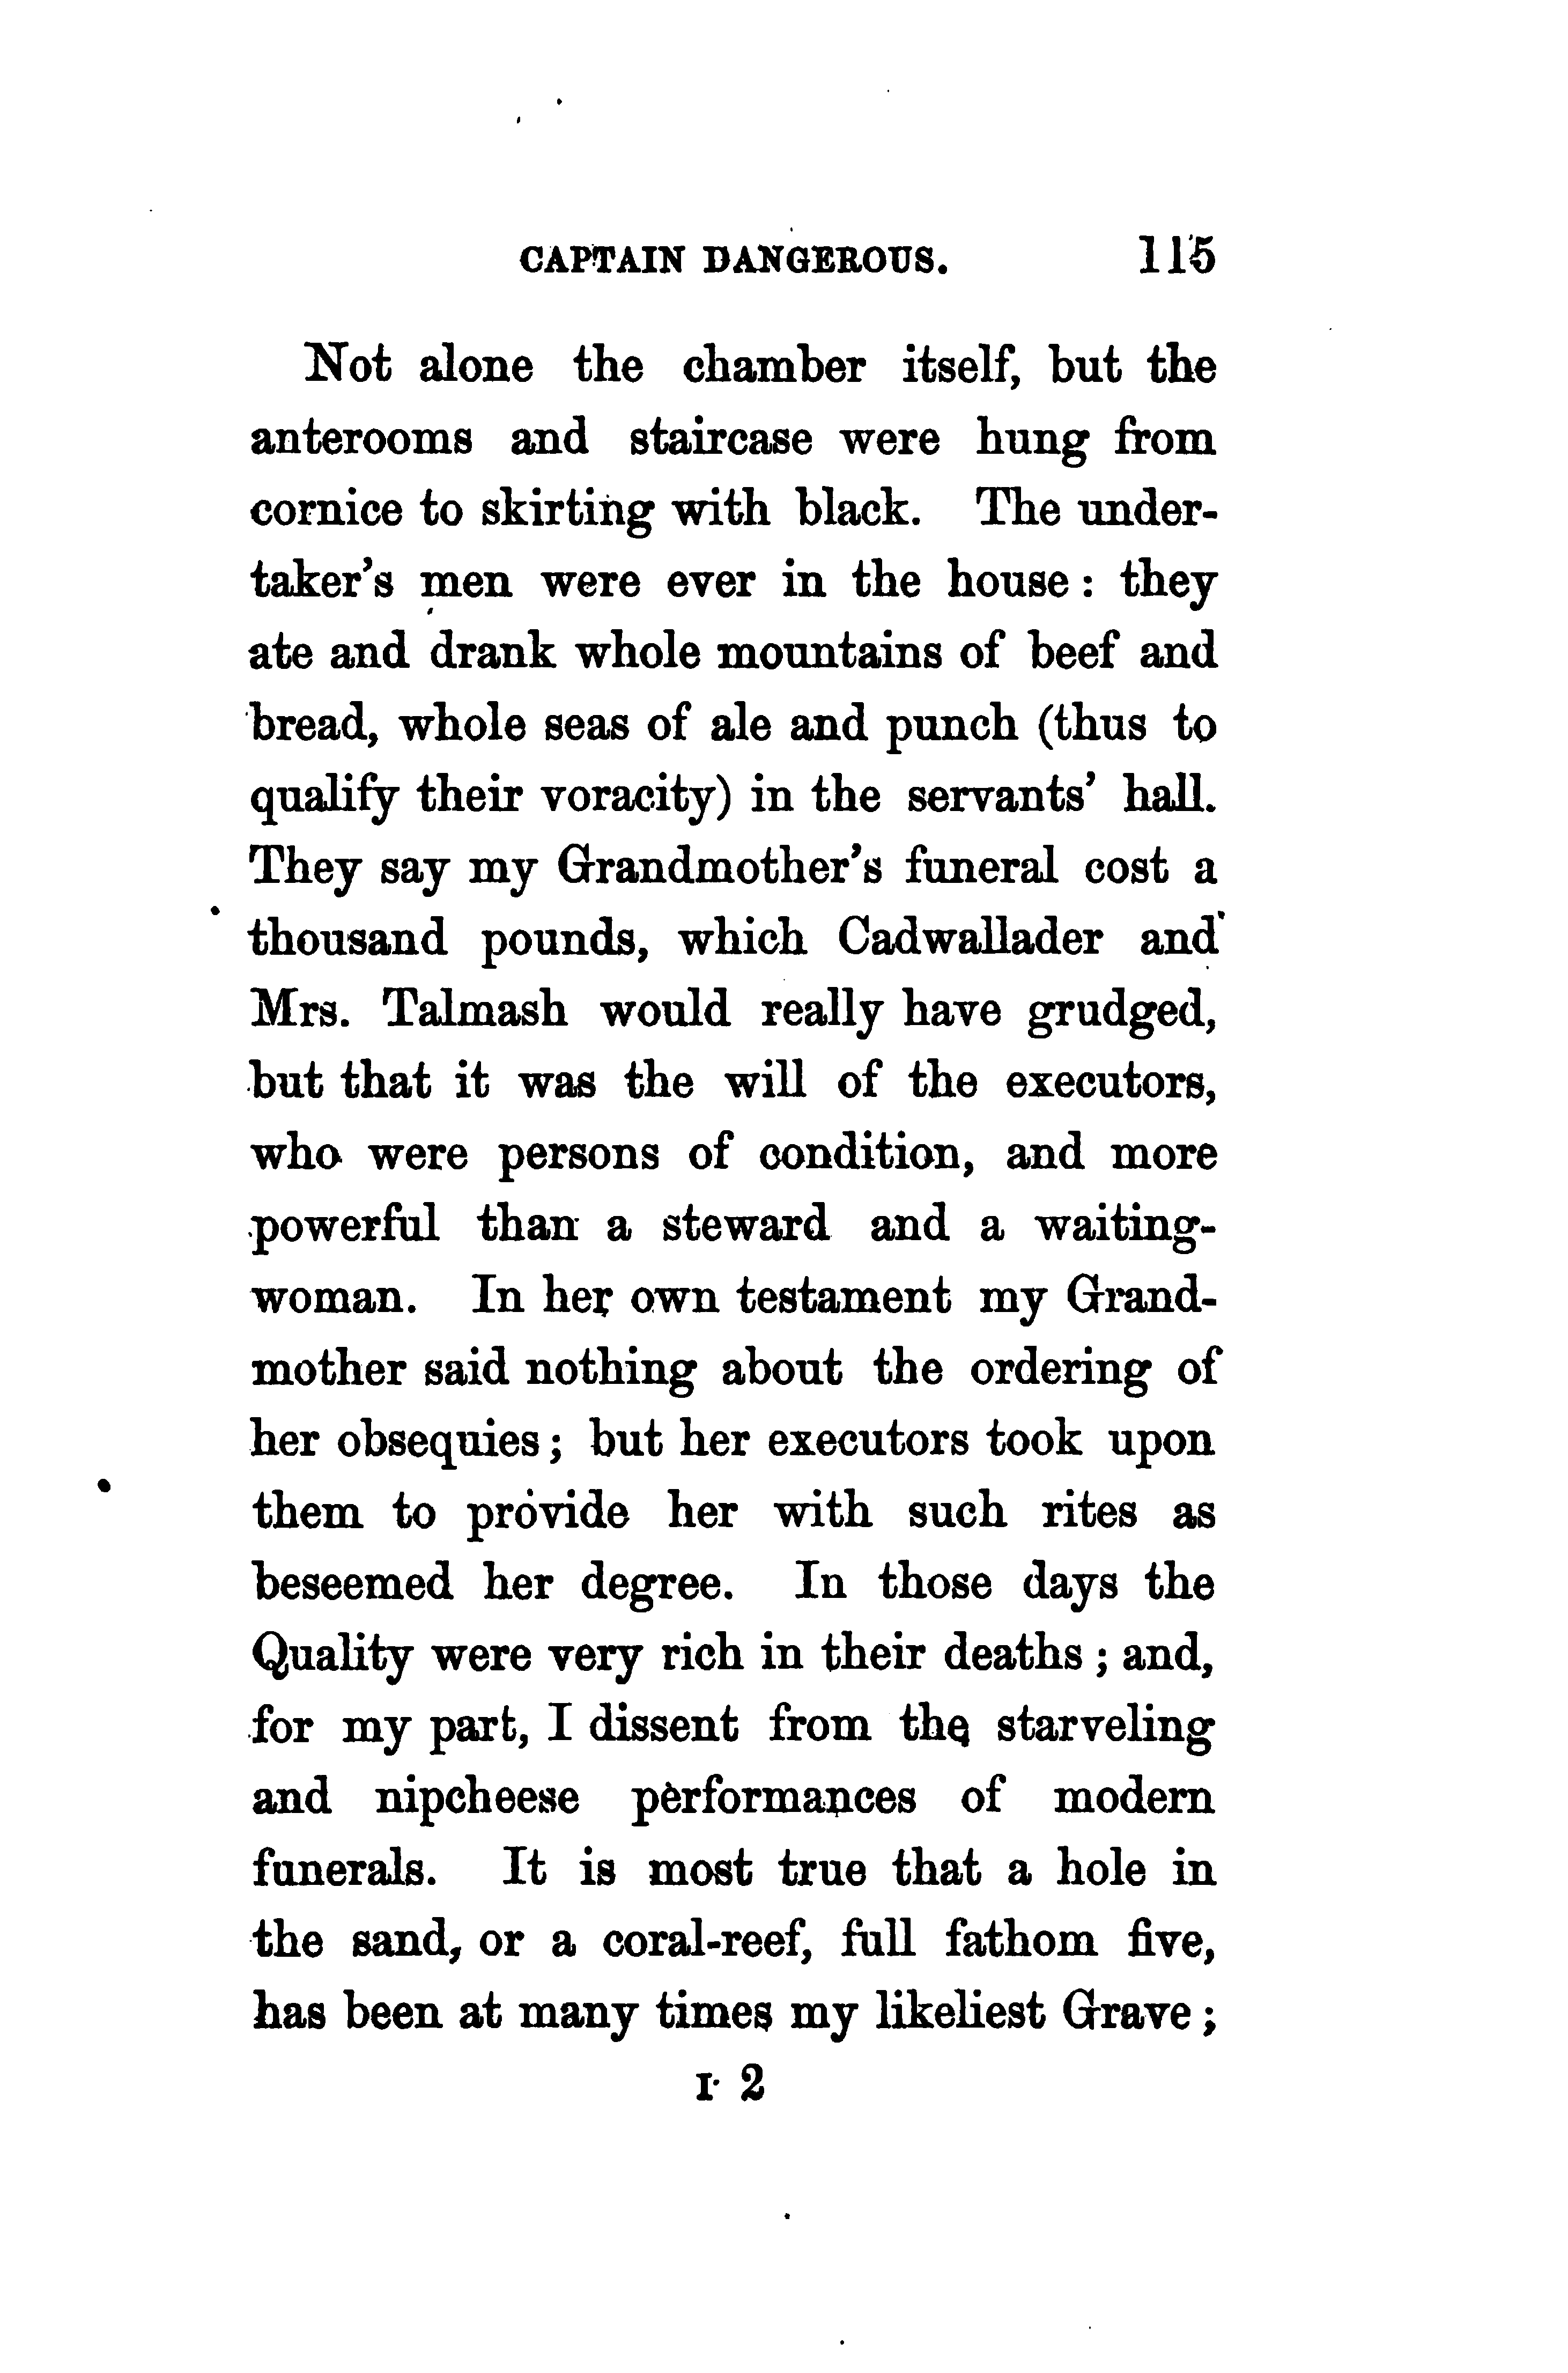 CAPTAIN DANGEROUS. 115
Not alone the chamber itself, but the
anterooms and staircase were hung from
cornice to skirting with black. The under-
taker's men were ever in the house: they
ate and drank whole mountains of beef and
bread, whole seas of ale and punch (thus to
qualify their voracity) in the servants' hall.
They say my Grandmother's funeral cost a
thousand pounds, which Cadwallader and
Mrs. Talmash would really have grudged,
but that it was the will of the executors,
who were persons of condition, and more
powerful than a steward and a waiting-
woman. In her own testament my Grand-
mother said nothing about the ordering of
her obsequies; but her executors took upon
them to provide her with such rites as
beseemed her degree. In those days the
Quality were very rich in their deaths; and,
for my part, I dissent from the starveling
and nipcheese performances of modern
funerals. It is most true that a hole in
the sand, or a coral-reef, full fathom five,
has been at many times my likeliest Grave;
I 2